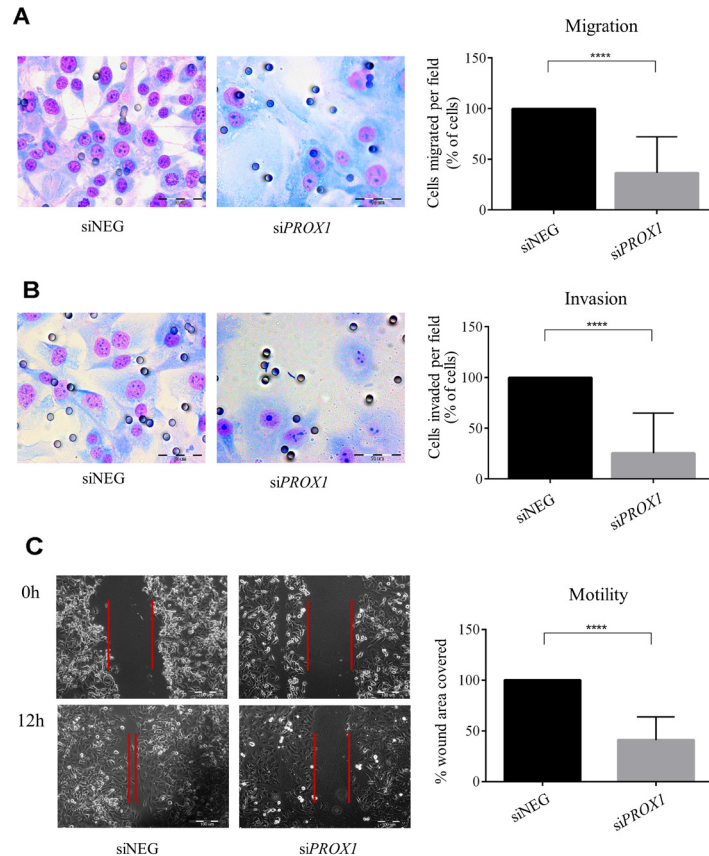 A
siNEG
siPROX1
Migration
Cells migrated per field
(% of cells)
150
100
50
0
****
siNEG
siPROX1
B
siNEG
siPROX1
Invasion
Cells invaded per field
(% of cells)
150
100
50
0
****
siNEG
siPROX1
C
0h
12h
siNEG
siPROX1
Motility
% wound area covered
150
100
50
0
****
siNEG
siPROX1